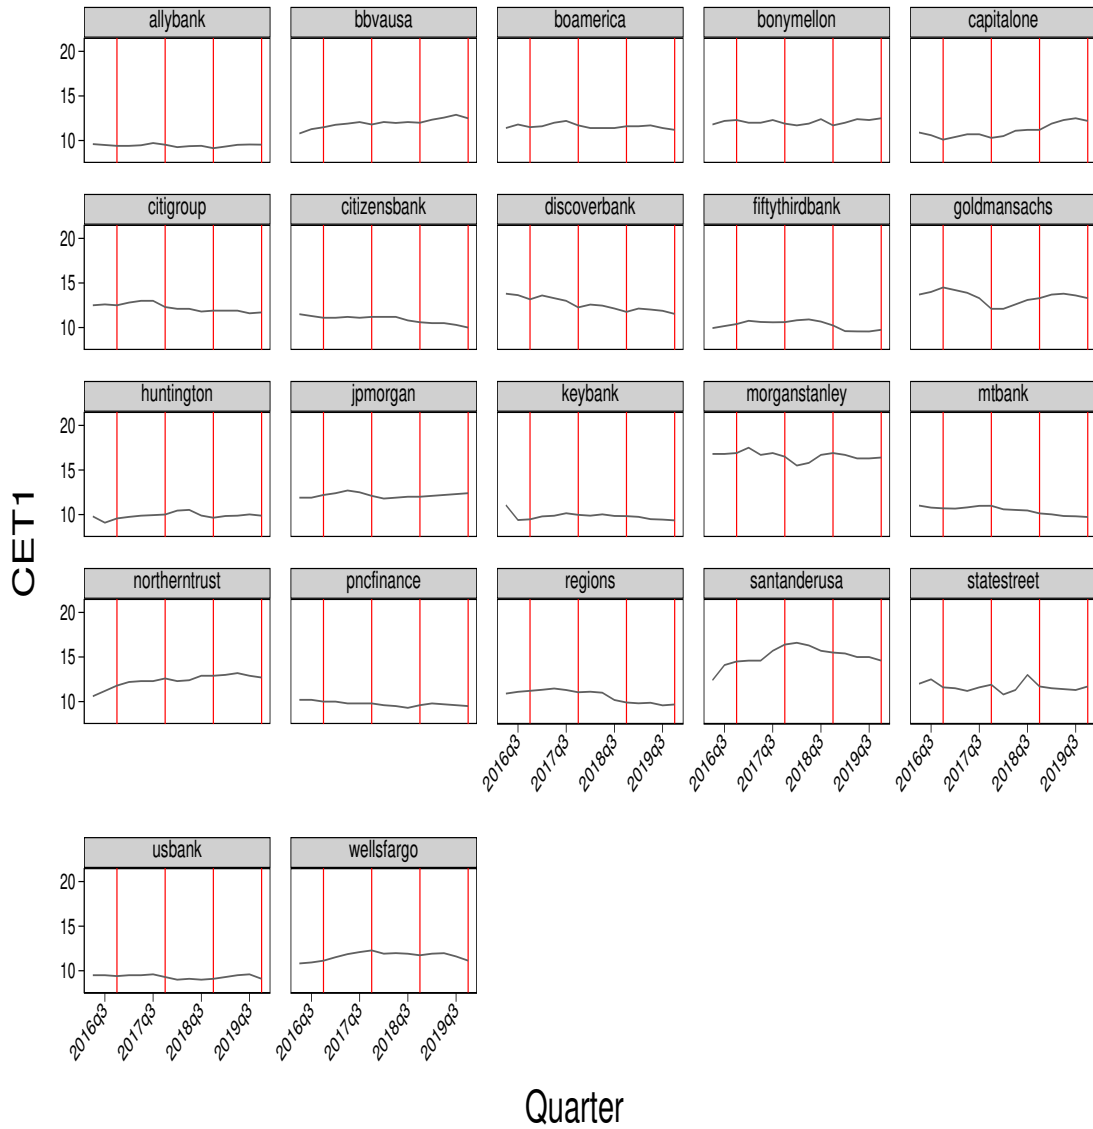 allybank bbvausa boamerica bonymellon capitalone
20
15
10
citigroup citizensbank discoverbank fiftythirdbank goldmansachs
20
15
10
huntington jpmorgan keybank morganstanley mtbank
20
15
10
CET1
northerntrust pncfinance regions santanderusa statestreet
20
15
10
2016q3 2017q3 2018q3 2019q3 2016q3 2017q3 2018q3 2019q3 2016q3 2017q3 2018q3 2019q3
usbank wellsfargo
20
15
10
2016q3 2017q3 2018q3 2019q3 2016q3 2017q3 2018q3 2019q3
Quarter